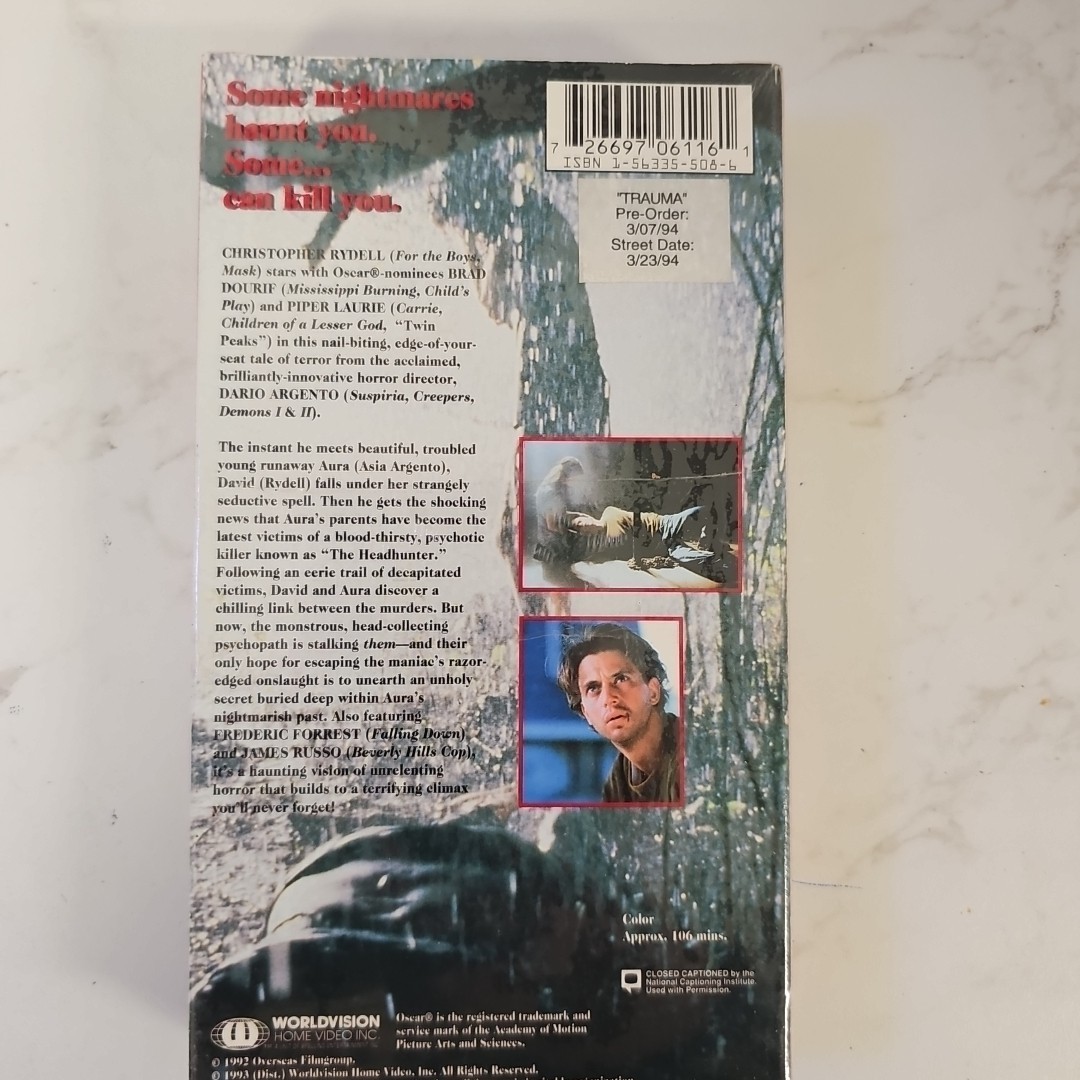 Some nightmares
haunt you.
Some...
can kill you.
7 26697 06116 1
ISBN 1-56335-508-6
"TRAUMA"
Pre-Order:
3/07/94
Street Date:
3/23/94
CHRISTOPHER RYDELL (For the Boys,
Mask) stars with Oscar®-nominees BRAD
DOURIF (Mississippi Burning, Child's
Play) and PIPER LAURIE (Carrie,
Children of a Lesser God, “Twin
Peaks”) in this nail-biting, edge-of-your-
seat tale of terror from the acclaimed,
brilliantly-innovative horror director,
DARIO ARGENTO (Suspiria, Creepers,
Demons I & II).
The instant he meets beautiful, troubled
young runaway Aura (Asia Argento),
David (Rydell) falls under her strangely
seductive spell. Then he gets the shocking
news that Aura's parents have become the
latest victims of a blood-thirsty, psychotic
killer known as “The Headhunter.”
Following an eerie trail of decapitated
victims, David and Aura discover a
chilling link between the murders. But
now, the monstrous, head-collecting
psychopath is stalking them—and their
only hope for escaping the maniac's razor-
edged onslaught is to unearth an unholy
secret buried deep within Aura's
nightmarish past. Also featuring
FREDERIC FORREST (Falling Down)
and JAMES RUSSO (Beverly Hills Cop),
it's a haunting vision of unrelenting
horror that builds to a terrifying climax
you'll never forget!
Color
Approx. 106 mins.
CLOSED CAPTIONED by the
National Captioning Institute.
Used with Permission.
WORLDVISION
HOME VIDEO INC.
Oscar® is the registered trademark and
service mark of the Academy of Motion
Picture Arts and Sciences.
© 1992 Overseas Filmgroup.
© 1993 (Dist.) Worldvision Home Video, Inc. All Rights Reserved.